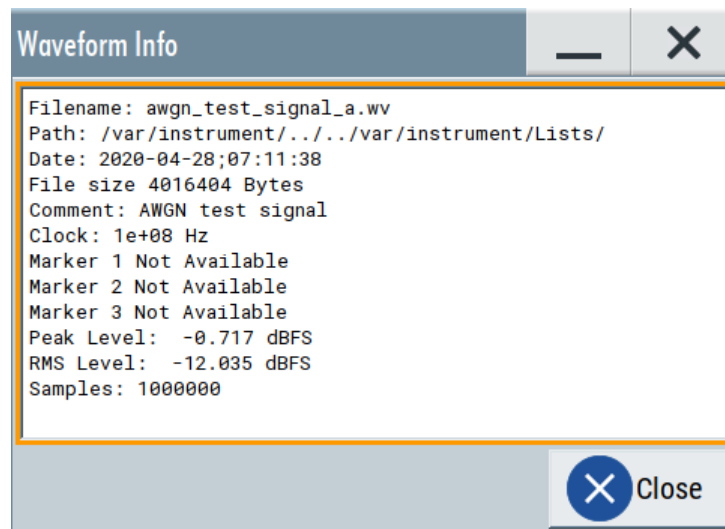 Waveform Info
Filename: awgn_test_signal_a.wv
Path: /var/instrument/../../var/instrument/Lists/
Date: 2020-04-28;07:11:38
File size 4016404 Bytes
Comment: AWGN test signal
Clock: 1e+08 Hz
Marker 1 Not Available
Marker 2 Not Available
Marker 3 Not Available
Peak Level:  -0.717 dBFS
RMS Level:  -12.035 dBFS
Samples: 1000000
Close